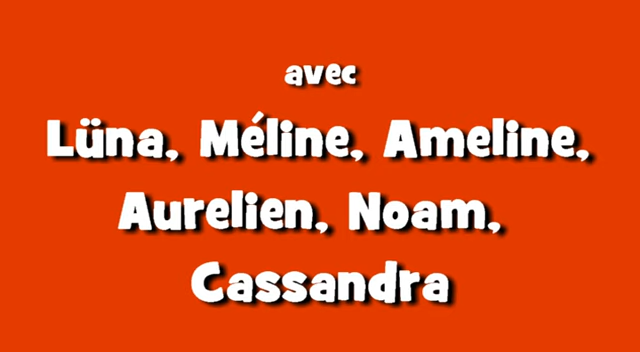 avec
Lüna, Méline, Ameline,
Aurelien, Noam,
Cassandra